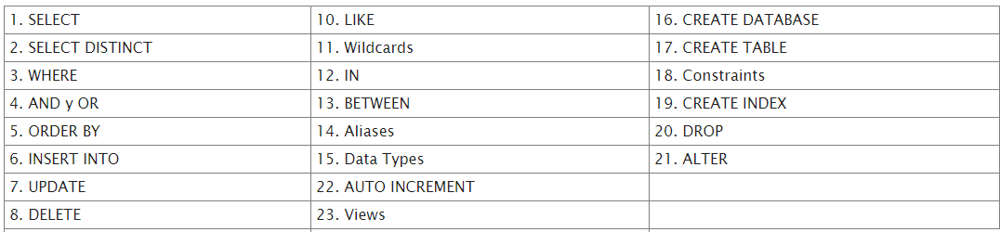 1. SELECT
10. LIKE
16. CREATE DATABASE
2. SELECT DISTINCT
11. Wildcards
17. CREATE TABLE
3. WHERE
12. IN
18. Constraints
4. AND y OR
13. BETWEEN
19. CREATE INDEX
5. ORDER BY
14. Aliases
20. DROP
6. INSERT INTO
15. Data Types
21. ALTER
7. UPDATE
22. AUTO INCREMENT
8. DELETE
23. Views